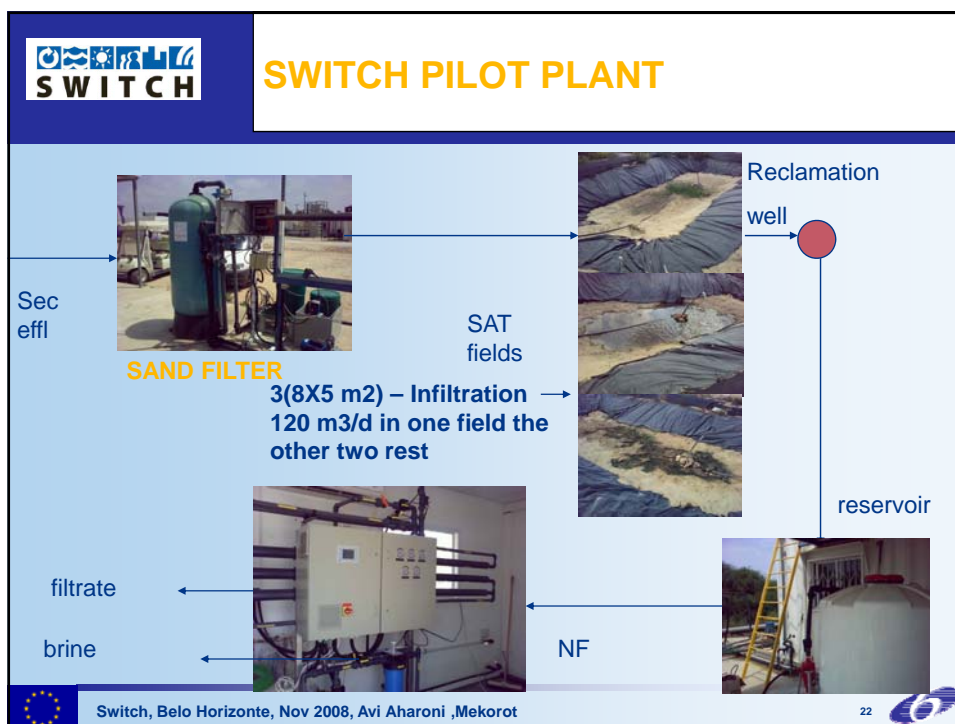 SWITCH
SWITCH PILOT PLANT
Reclamation
well
Sec
effl
SAT
fields
SAND FILTER
3(8X5 m2) – Infiltration
120 m3/d in one field the
other two rest
reservoir
filtrate
brine
NF
Switch, Belo Horizonte, Nov 2008, Avi Aharoni ,Mekorot
22